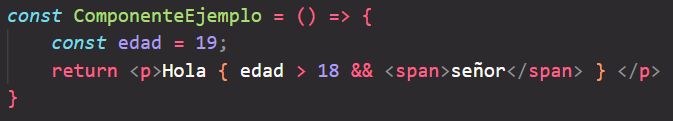 const ComponenteEjemplo = () => {
    const edad = 19;
    return <p>Hola { edad > 18 && <span>señor</span> } </p>
}